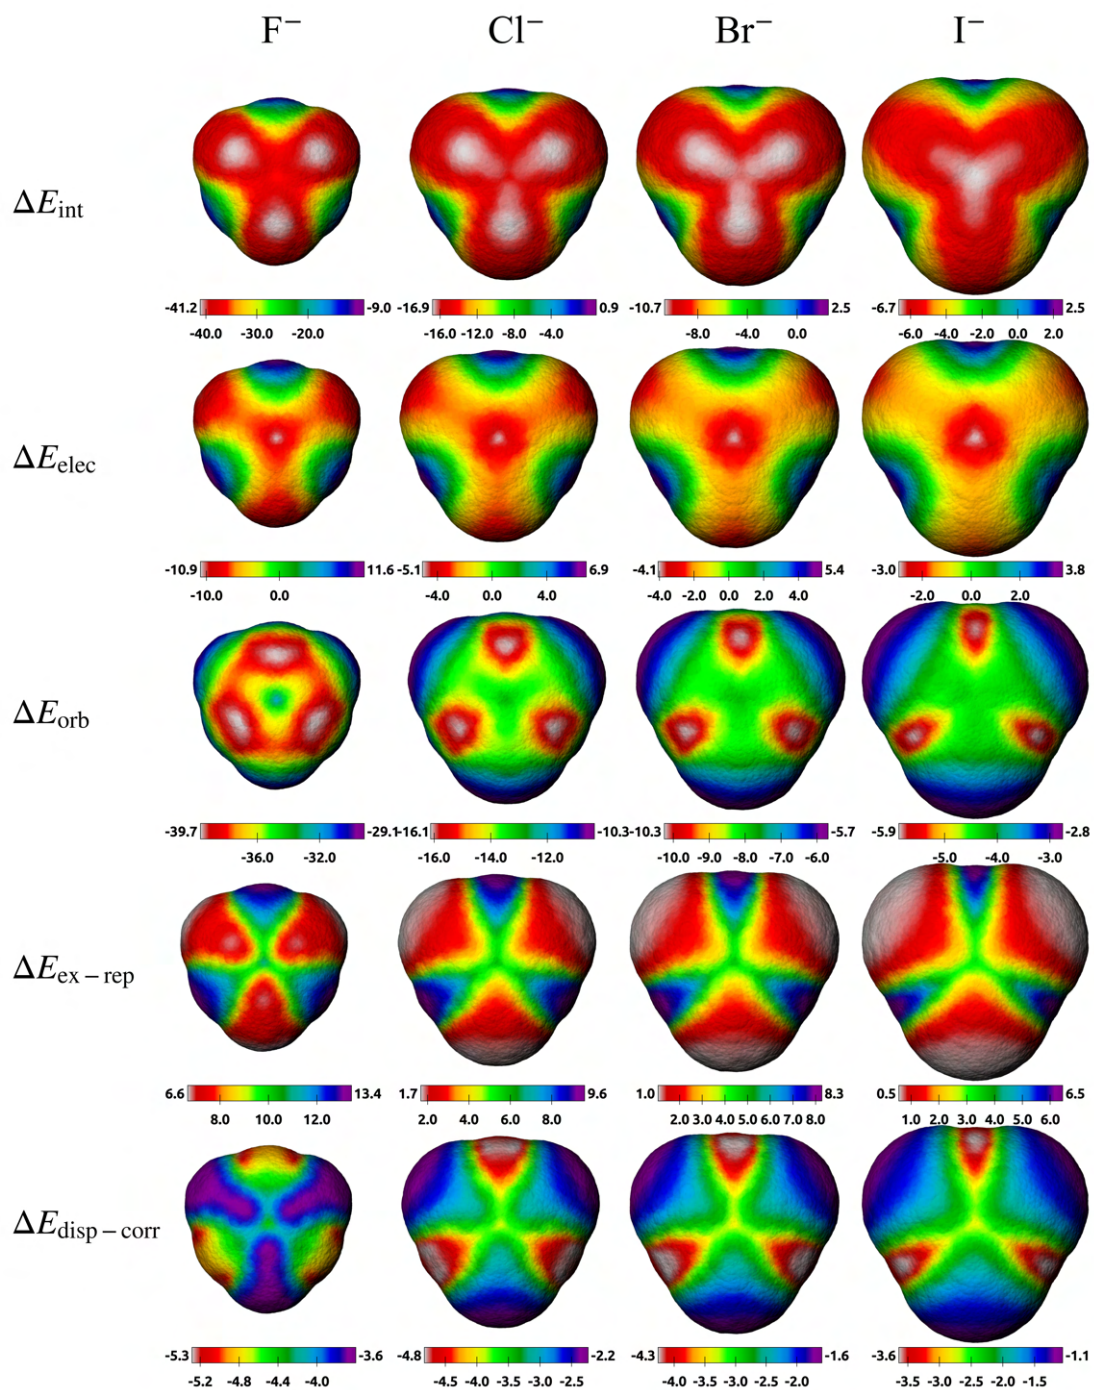 F⁻ Cl⁻ Br⁻ I⁻
ΔE_int
-41.2 -9.0 -16.9 0.9 -10.7 2.5 -6.7 2.5
-40.0 -30.0 -20.0 -16.0 -12.0 -8.0 -4.0 -8.0 -4.0 0.0 -6.0 -4.0 -2.0 0.0 2.0
ΔE_elec
-10.9 11.6 -5.1 6.9 -4.1 5.4 -3.0 3.8
-10.0 0.0 -4.0 0.0 4.0 -4.0 -2.0 0.0 2.0 4.0 -2.0 0.0 2.0
ΔE_orb
-39.7 -29.1 -16.1 -10.3 -10.3 -5.7 -5.9 -2.8
-36.0 -32.0 -16.0 -14.0 -12.0 -10.0 -9.0 -8.0 -7.0 -6.0 -5.0 -4.0 -3.0
ΔE_ex – rep
6.6 13.4 1.7 9.6 1.0 8.3 0.5 6.5
8.0 10.0 12.0 2.0 4.0 6.0 8.0 2.0 3.0 4.0 5.0 6.0 7.0 8.0 1.0 2.0 3.0 4.0 5.0 6.0
ΔE_disp – corr
-5.3 -3.6 -4.8 -2.2 -4.3 -1.6 -3.6 -1.1
-5.2 -4.8 -4.4 -4.0 -4.5 -4.0 -3.5 -3.0 -2.5 -4.0 -3.5 -3.0 -2.5 -2.0 -3.5 -3.0 -2.5 -2.0 -1.5